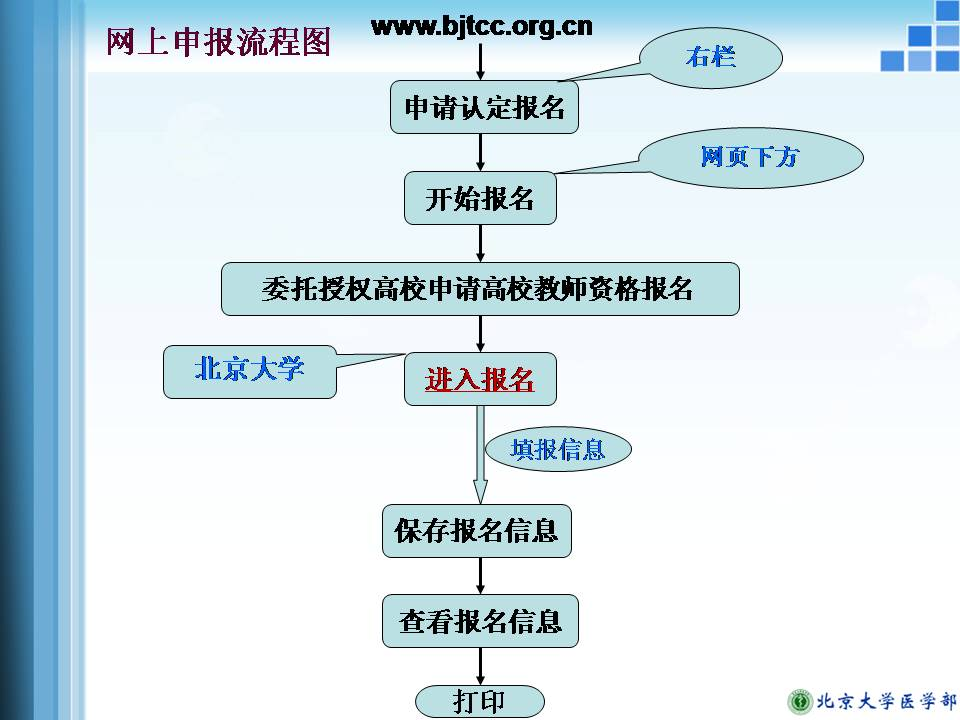 网上申报流程图
www.bjtcc.org.cn
右栏
申请认定报名
网页下方
开始报名
委托授权高校申请高校教师资格报名
北京大学
进入报名
填报信息
保存报名信息
查看报名信息
打印
北京大学医学部